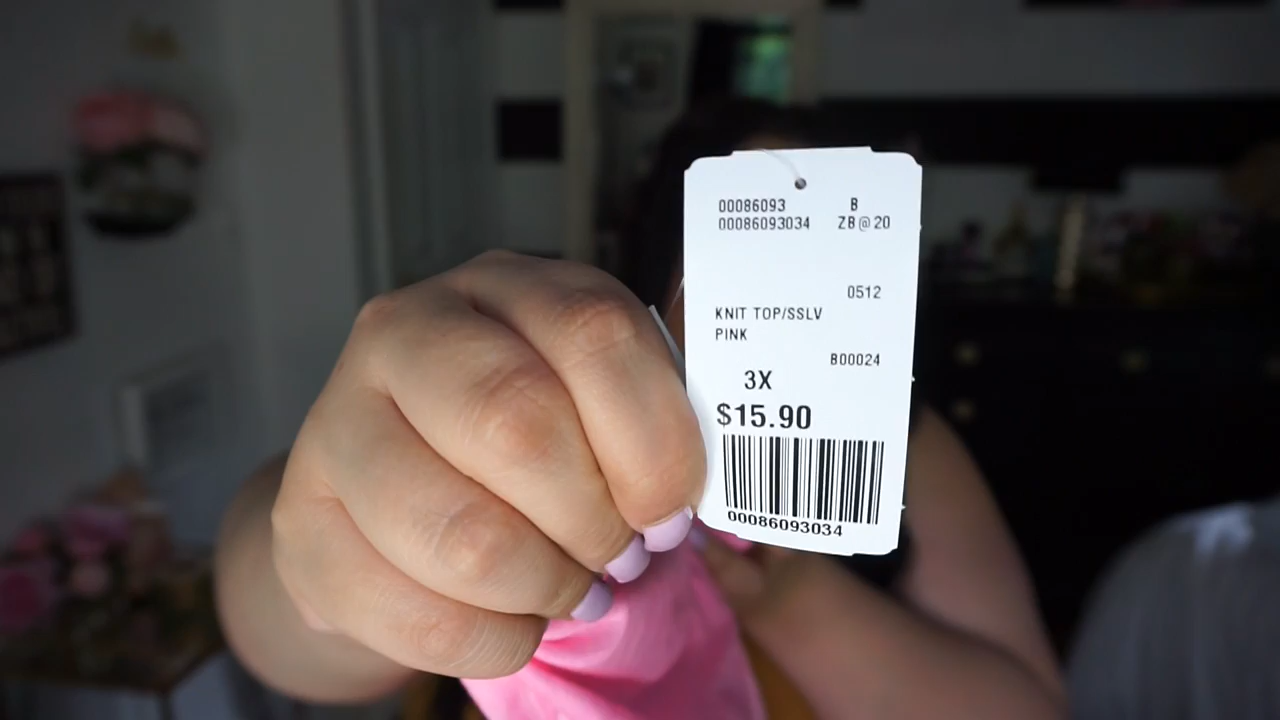 00086093 B
00086093034 ZB@20
0512
KNIT TOP/SSLV
PINK
B00024
3X
$15.90
00086093034